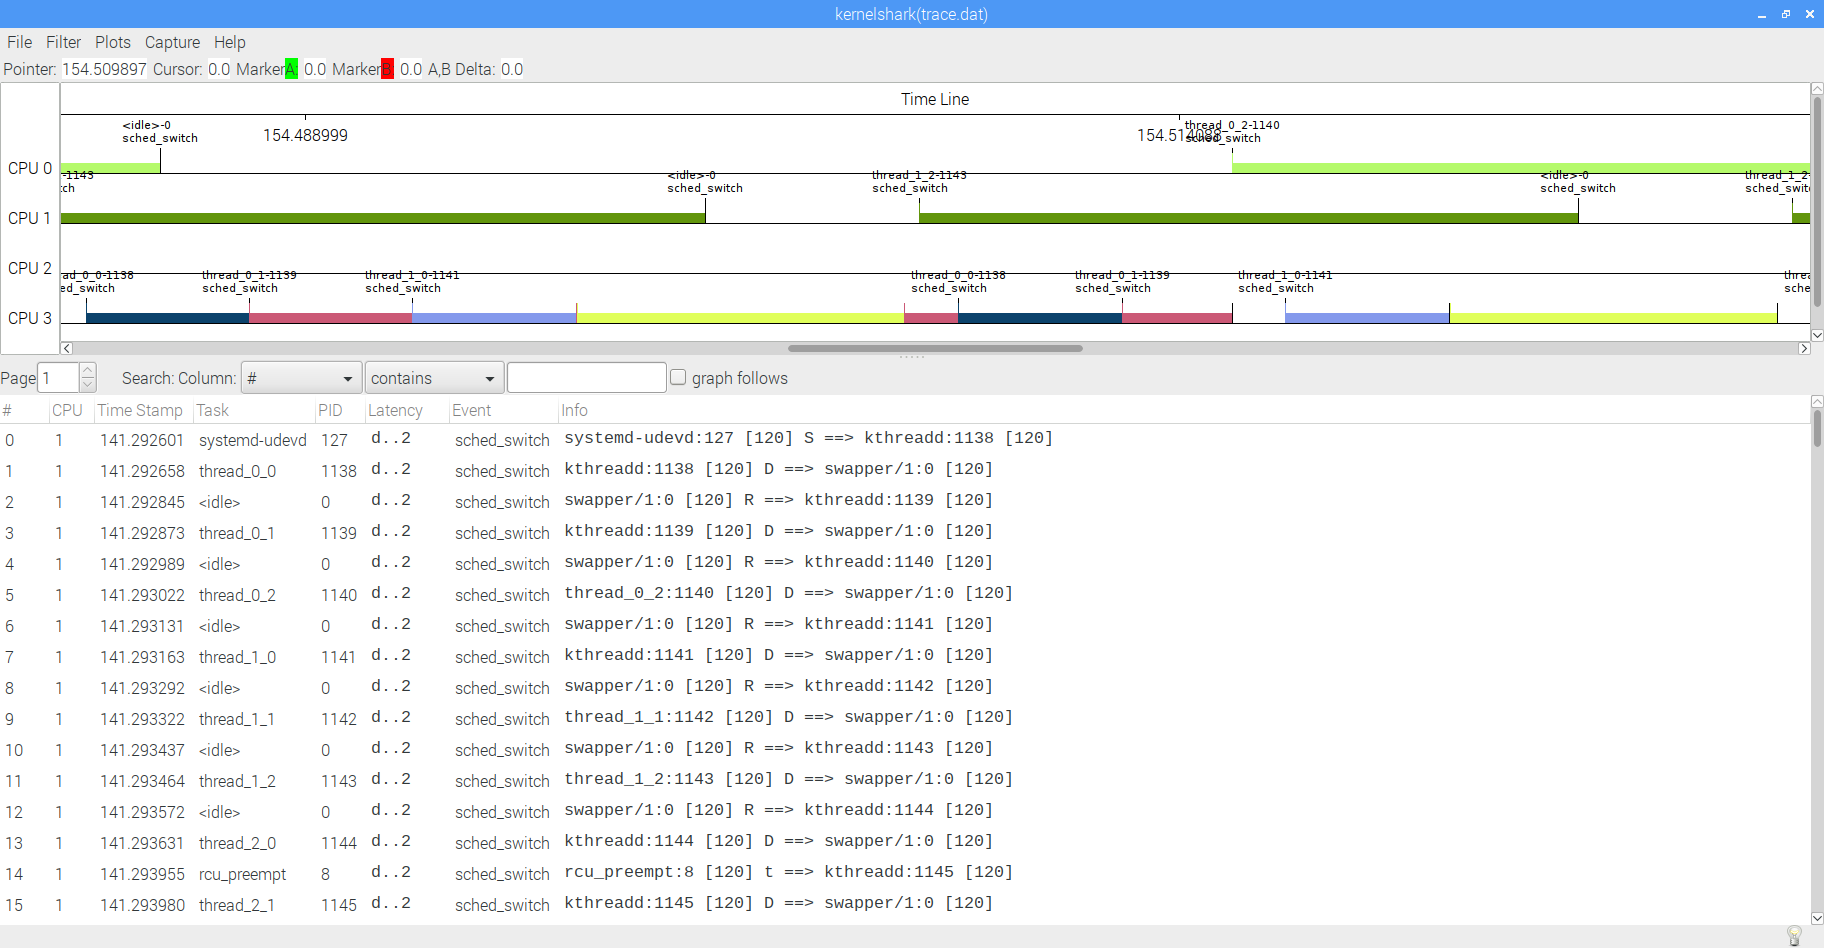 kernelshark(trace.dat)
File Filter Plots Capture Help
Pointer: 154.509897 Cursor: 0.0 Marker A: 0.0 Marker B: 0.0 A,B Delta: 0.0
Time Line
154.488999 154.514088
CPU 0
<idle>-0
sched_switch
thread_0_2-1140
sched_switch
CPU 1
-1143
tch
<idle>-0
sched_switch
thread_1_2-1143
sched_switch
<idle>-0
sched_switch
thread_1_2-
sched_swit
CPU 2
CPU 3
ad_0_0-1138
ed_switch
thread_0_1-1139
sched_switch
thread_1_0-1141
sched_switch
thread_0_0-1138
sched_switch
thread_0_1-1139
sched_switch
thread_1_0-1141
sched_switch
threa
sche
Page 1 Search: Column: # contains graph follows
# CPU Time Stamp Task PID Latency Event Info
0 1 141.292601 systemd-udevd 127 d..2 sched_switch systemd-udevd:127 [120] S ==> kthreadd:1138 [120]
1 1 141.292658 thread_0_0 1138 d..2 sched_switch kthreadd:1138 [120] D ==> swapper/1:0 [120]
2 1 141.292845 <idle> 0 d..2 sched_switch swapper/1:0 [120] R ==> kthreadd:1139 [120]
3 1 141.292873 thread_0_1 1139 d..2 sched_switch kthreadd:1139 [120] D ==> swapper/1:0 [120]
4 1 141.292989 <idle> 0 d..2 sched_switch swapper/1:0 [120] R ==> kthreadd:1140 [120]
5 1 141.293022 thread_0_2 1140 d..2 sched_switch thread_0_2:1140 [120] D ==> swapper/1:0 [120]
6 1 141.293131 <idle> 0 d..2 sched_switch swapper/1:0 [120] R ==> kthreadd:1141 [120]
7 1 141.293163 thread_1_0 1141 d..2 sched_switch kthreadd:1141 [120] D ==> swapper/1:0 [120]
8 1 141.293292 <idle> 0 d..2 sched_switch swapper/1:0 [120] R ==> kthreadd:1142 [120]
9 1 141.293322 thread_1_1 1142 d..2 sched_switch thread_1_1:1142 [120] D ==> swapper/1:0 [120]
10 1 141.293437 <idle> 0 d..2 sched_switch swapper/1:0 [120] R ==> kthreadd:1143 [120]
11 1 141.293464 thread_1_2 1143 d..2 sched_switch thread_1_2:1143 [120] D ==> swapper/1:0 [120]
12 1 141.293572 <idle> 0 d..2 sched_switch swapper/1:0 [120] R ==> kthreadd:1144 [120]
13 1 141.293631 thread_2_0 1144 d..2 sched_switch kthreadd:1144 [120] D ==> swapper/1:0 [120]
14 1 141.293955 rcu_preempt 8 d..2 sched_switch rcu_preempt:8 [120] t ==> kthreadd:1145 [120]
15 1 141.293980 thread_2_1 1145 d..2 sched_switch kthreadd:1145 [120] D ==> swapper/1:0 [120]